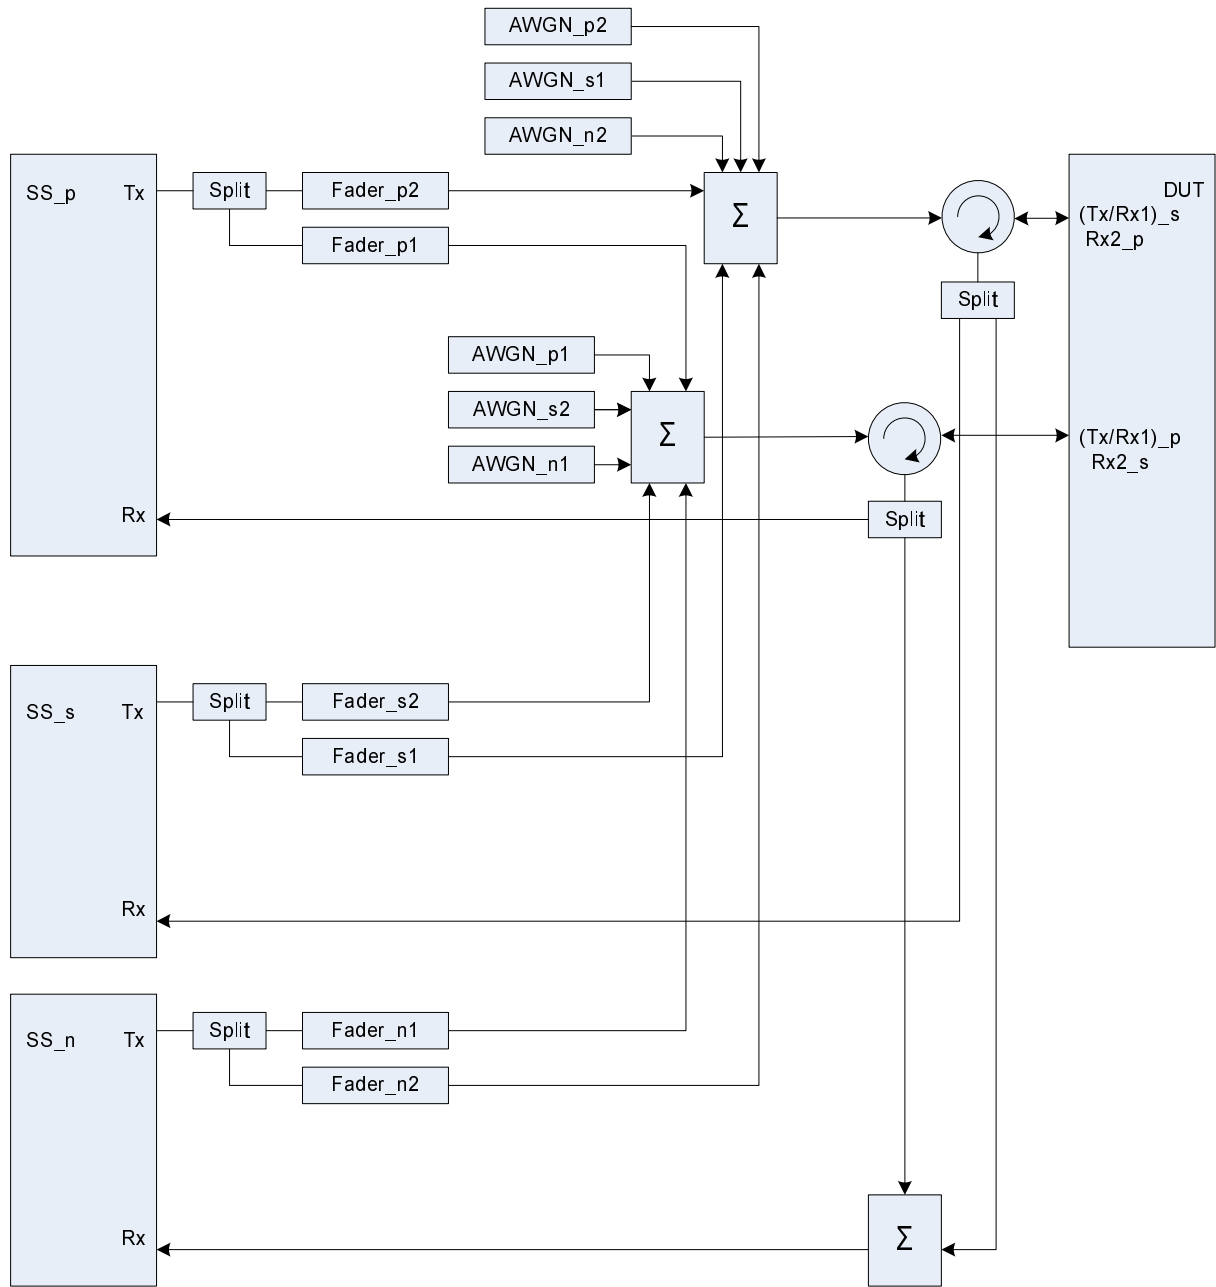 AWGN_p2
AWGN_s1
AWGN_n2
SS_p Tx
Split
Fader_p2
Fader_p1
Σ
DUT
(Tx/Rx1)_s
Rx2_p
Split
AWGN_p1
AWGN_s2
AWGN_n1
Σ
(Tx/Rx1)_p
Rx2_s
Rx
Split
SS_s Tx
Split
Fader_s2
Fader_s1
Rx
SS_n Tx
Split
Fader_n1
Fader_n2
Rx
Σ